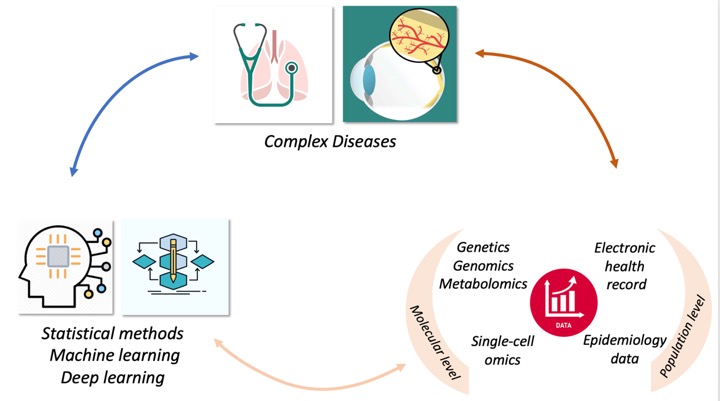 Complex Diseases
Statistical methods
Machine learning
Deep learning
Molecular level
Genetics
Genomics
Metabolomics
Single-cell
omics
DATA
Electronic
health
record
Epidemiology
data
Population level